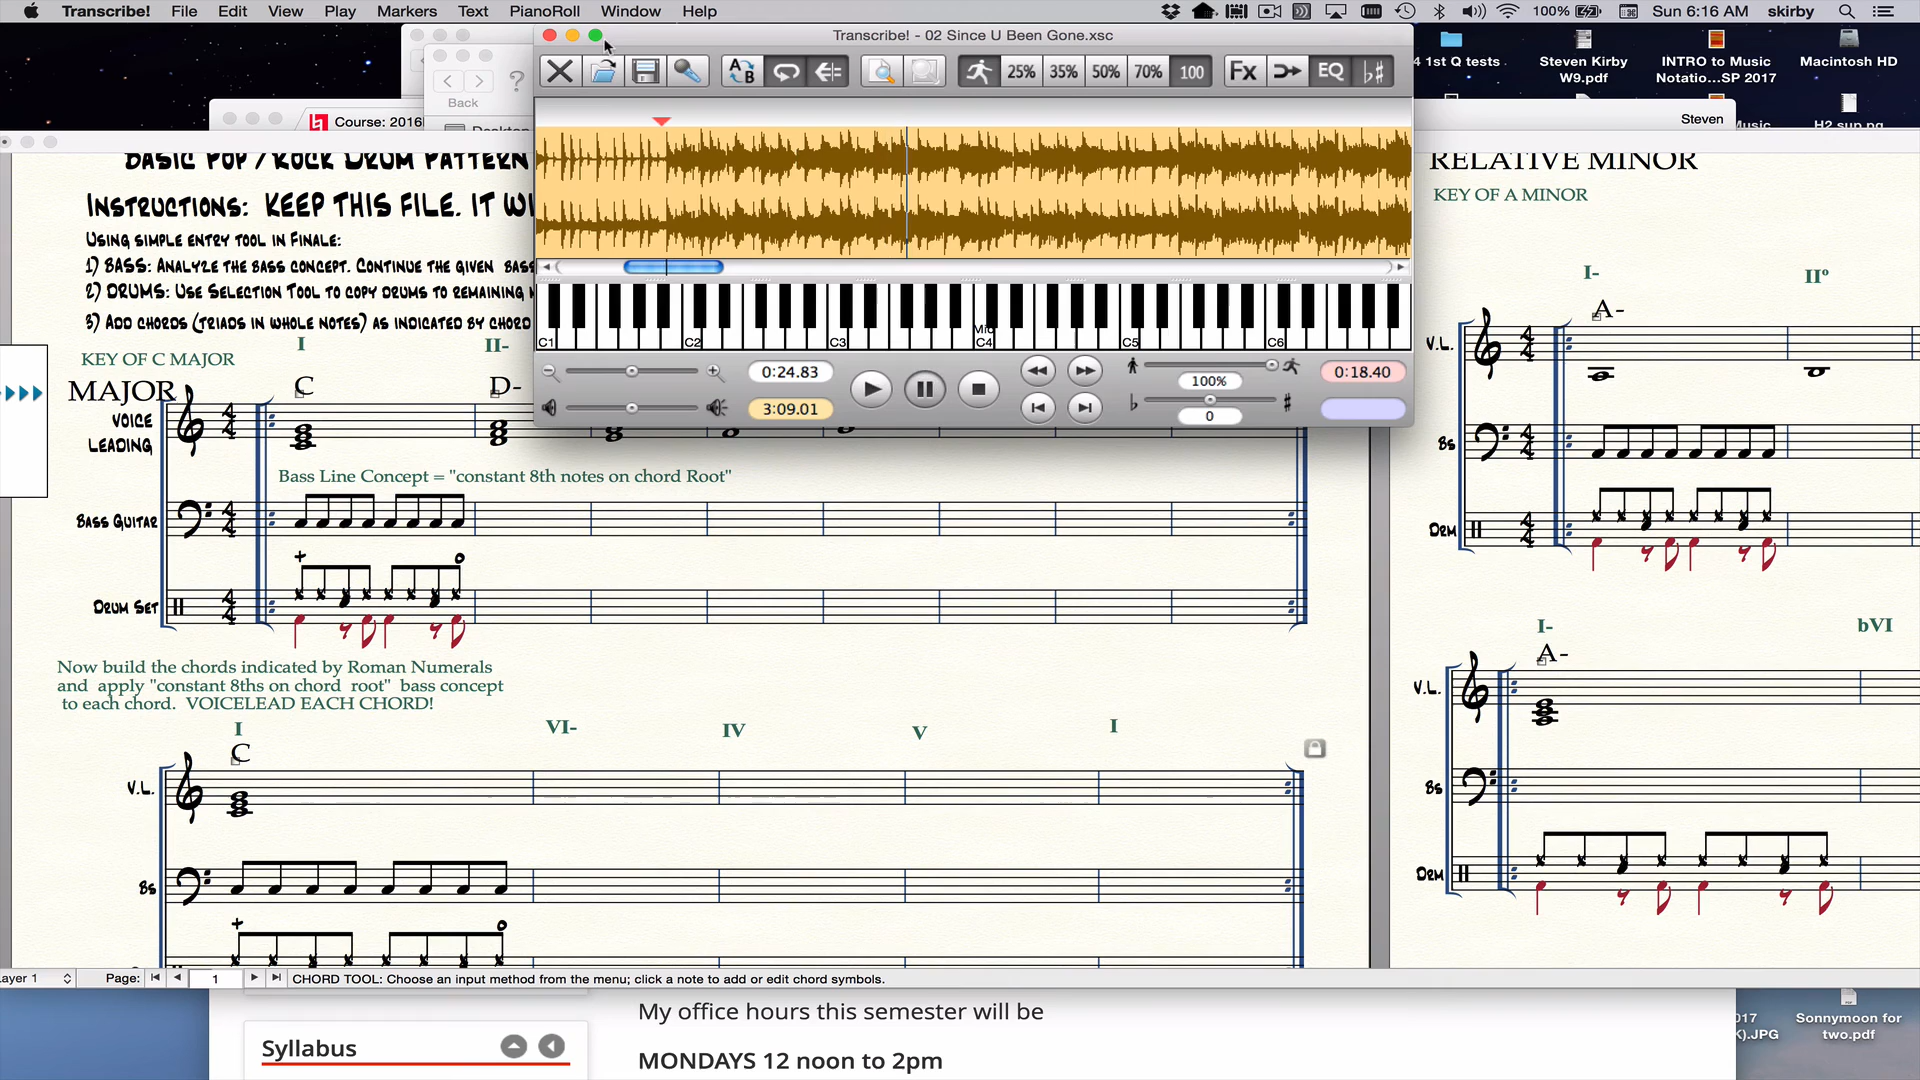 Transcribe! File Edit View Play Markers Text PianoRoll Window Help 100% Sun 6:16 AM skirby
Transcribe! - 02 Since U Been Gone.xsc
25% 35% 50% 70% 100 Fx EQ
4 1st Q tests
Steven Kirby
W9.pdf
INTRO to Music
Notatio...SP 2017
Macintosh HD
Back
Course: 2016
Steven
BASIC POP / ROCK DRUM PATTERN
INSTRUCTIONS: KEEP THIS FILE. IT WI
USING SIMPLE ENTRY TOOL IN FINALE:
1) BASS: ANALYZE THE BASS CONCEPT. CONTINUE THE GIVEN BASS
2) DRUMS: USE SELECTION TOOL TO COPY DRUMS TO REMAINING
3) ADD CHORDS (TRIADS IN WHOLE NOTES) AS INDICATED BY CHORD
C1 C2 C3 C4 C5 C6
0:24.83
3:09.01
100%
0
0:18.40
KEY OF C MAJOR
I II-
MAJOR
C D-
VOICE
LEADING
Bass Line Concept = "constant 8th notes on chord Root"
BASS GUITAR
DRUM SET
Now build the chords indicated by Roman Numerals
and apply "constant 8ths on chord root" bass concept
to each chord. VOICELEAD EACH CHORD!
I VI- IV V I
C
V.L.
Bs
RELATIVE MINOR
KEY OF A MINOR
I- IIº
A-
V.L.
Bs
DRM
I- bVI
A-
V.L.
Bs
DRM
ayer 1 Page: 1 CHORD TOOL: Choose an input method from the menu; click a note to add or edit chord symbols.
My office hours this semester will be
Syllabus
MONDAYS 12 noon to 2pm
Sonnymoon for
two.pdf